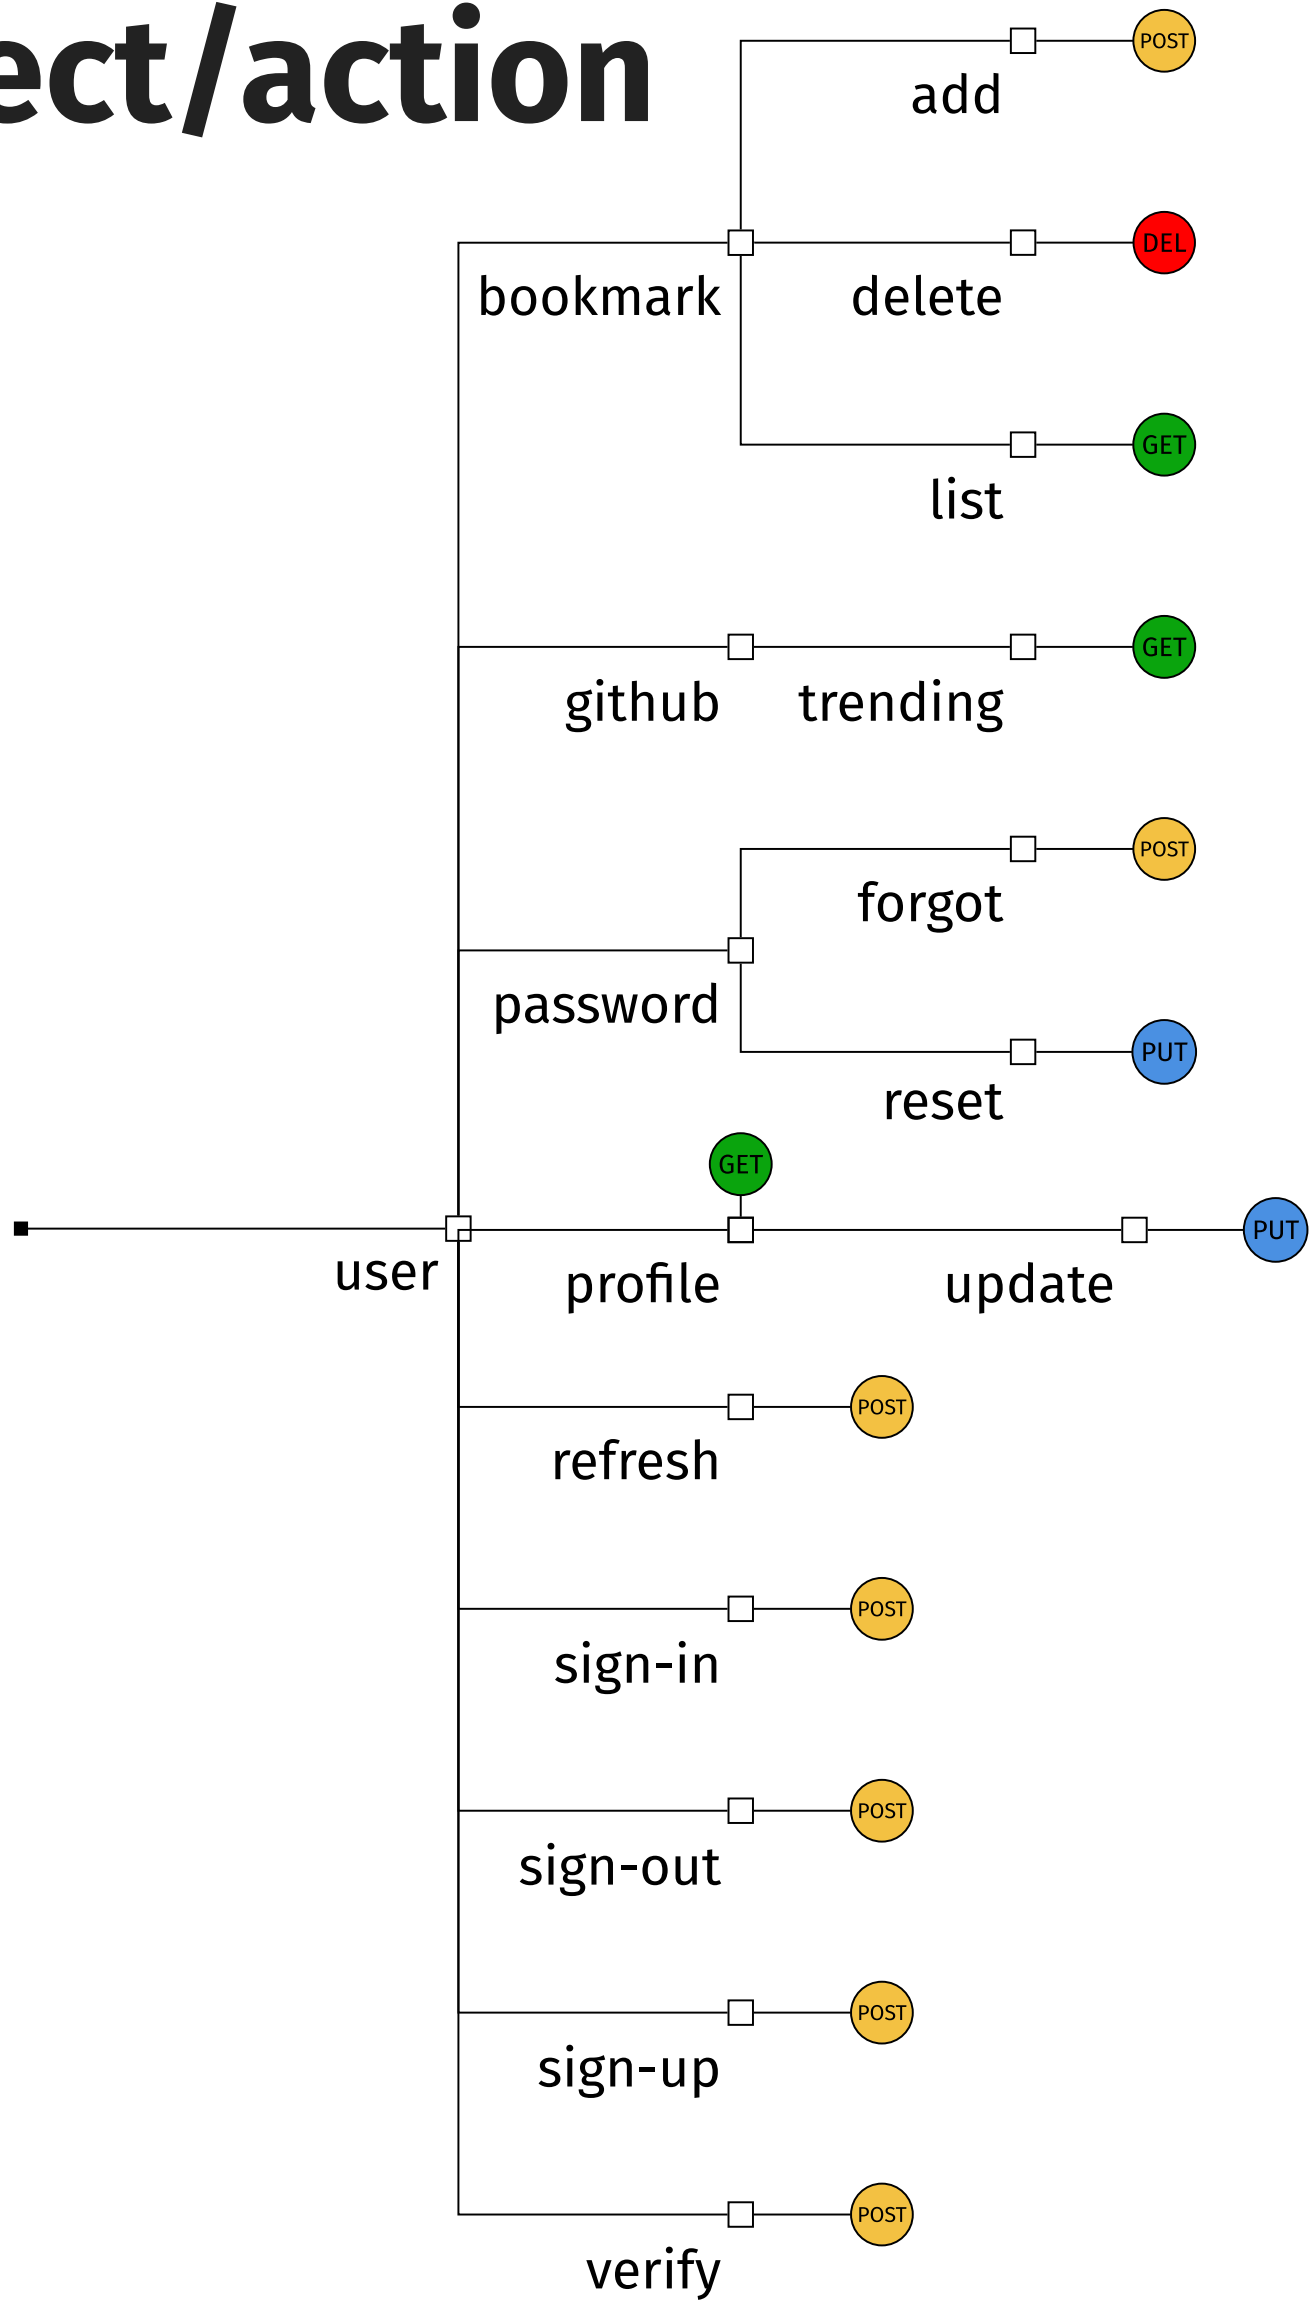 ect/action
POST
add
DEL
bookmark delete
GET
list
GET
github trending
POST
forgot
password
PUT
reset
GET
PUT
user profile update
POST
refresh
POST
sign-in
POST
sign-out
POST
sign-up
POST
verify